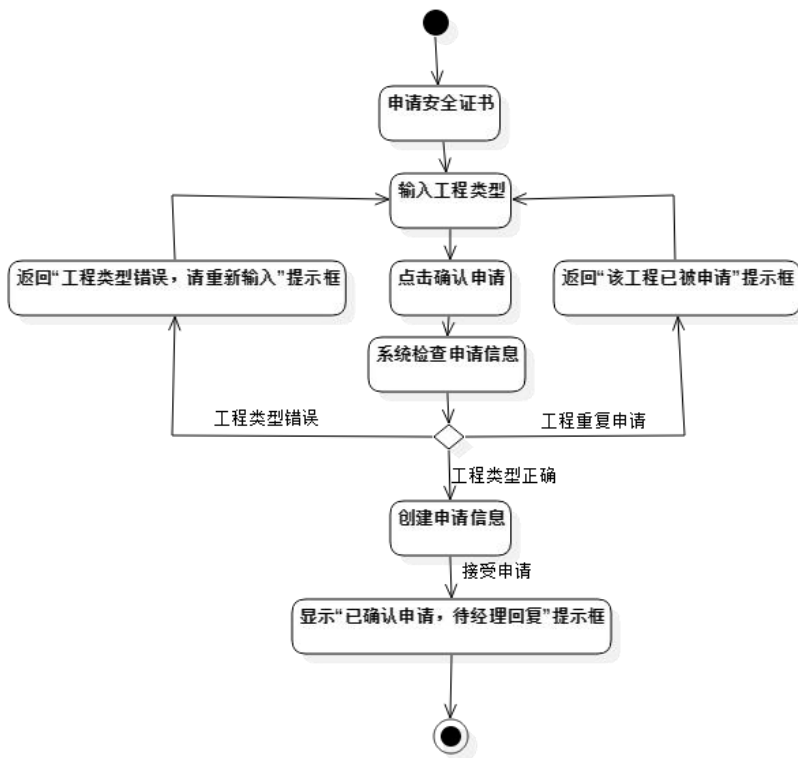 申请安全证书
输入工程类型
返回“工程类型错误，请重新输入”提示框
点击确认申请
返回“该工程已被申请”提示框
系统检查申请信息
工程类型错误
工程重复申请
工程类型正确
创建申请信息
接受申请
显示“已确认申请，待经理回复”提示框